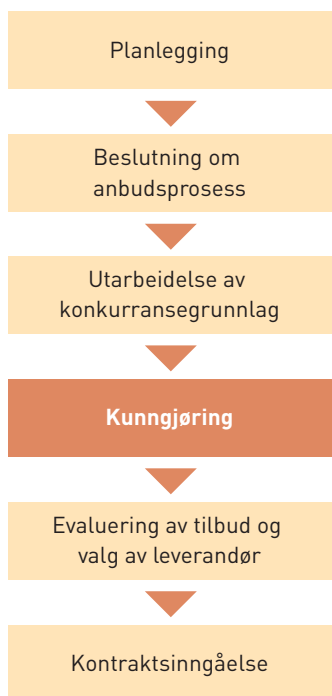 Planlegging
Beslutning om
anbudsprosess
Utarbeidelse av
konkurransegrunnlag
Kunngjøring
Evaluering av tilbud og
valg av leverandør
Kontraktsinngåelse